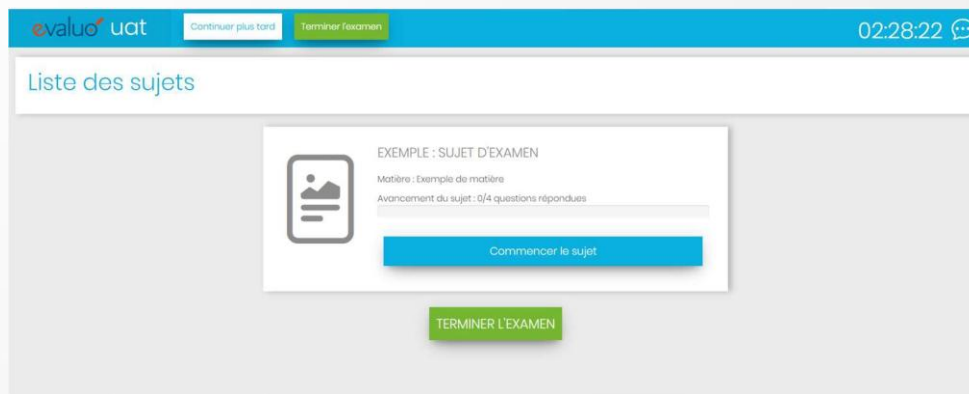 evaluo uat
Continuer plus tard
Terminer l'examen
02:28:22
Liste des sujets
EXEMPLE : SUJET D'EXAMEN
Matière : Exemple de matière
Avancement du sujet : 0/4 questions répondues
Commencer le sujet
TERMINER L'EXAMEN